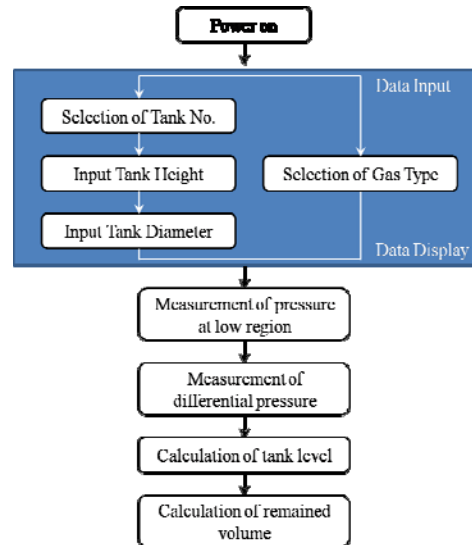 Power on
Data Input
Selection of Tank No.
Input Tank Height
Selection of Gas Type
Input Tank Diameter
Data Display
Measurement of pressure
at low region
Measurement of
differential pressure
Calculation of tank level
Calculation of remained
volume